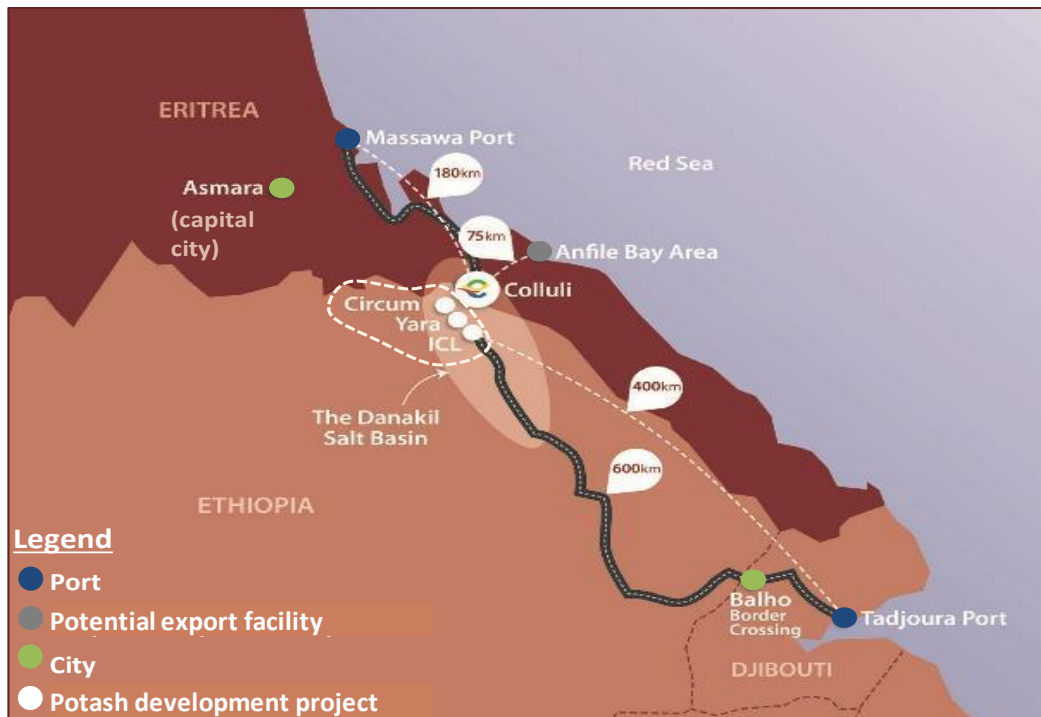 ERITREA
Massawa Port
Red Sea
180km
Asmara
(capital
city)
75km
Anfile Bay Area
Colluli
Circum
Yara
ICL
400km
The Danakil
Salt Basin
600km
ETHIOPIA
Legend
Port
Potential export facility
City
Potash development project
Balho
Border
Crossing
Tadjoura Port
DJIBOUTI